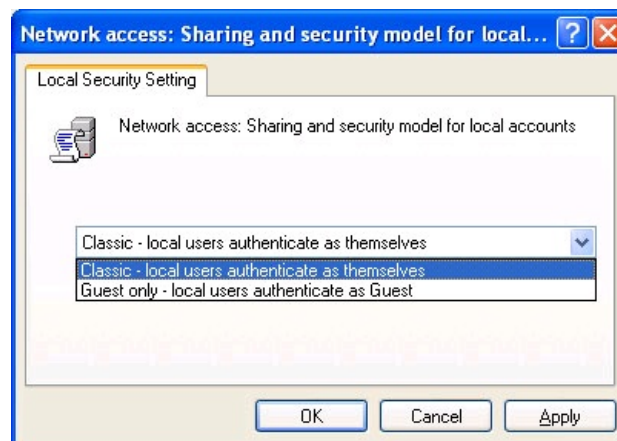 Network access: Sharing and security model for local...
Local Security Setting
Network access: Sharing and security model for local accounts
Classic - local users authenticate as themselves
Classic - local users authenticate as themselves
Guest only - local users authenticate as Guest
OK Cancel Apply